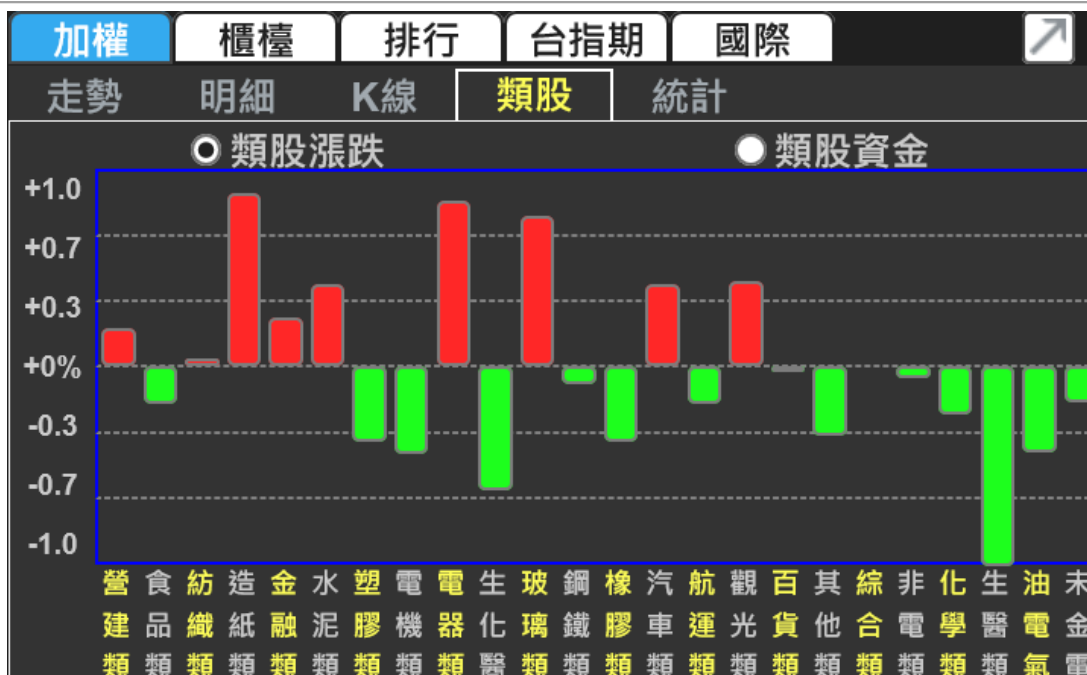 加權 櫃檯 排行 台指期 國際
走勢 明細 K線 類股 統計
類股漲跌 類股資金
+1.0
+0.7
+0.3
+0%
-0.3
-0.7
-1.0
營建類
食品類
紡織類
造紙類
金融類
水泥類
塑膠類
電機類
電器類
生化醫
玻璃類
鋼鐵類
橡膠類
汽車類
航運類
觀光類
百貨類
其他類
綜合類
非電類
化學類
生醫類
油電氣
未金電